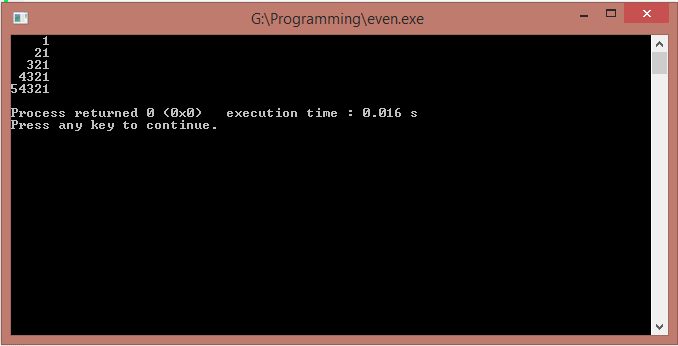 G:\Programming\even.exe
    1
   21
  321
 4321
54321
Process returned 0 (0x0)   execution time : 0.016 s
Press any key to continue.